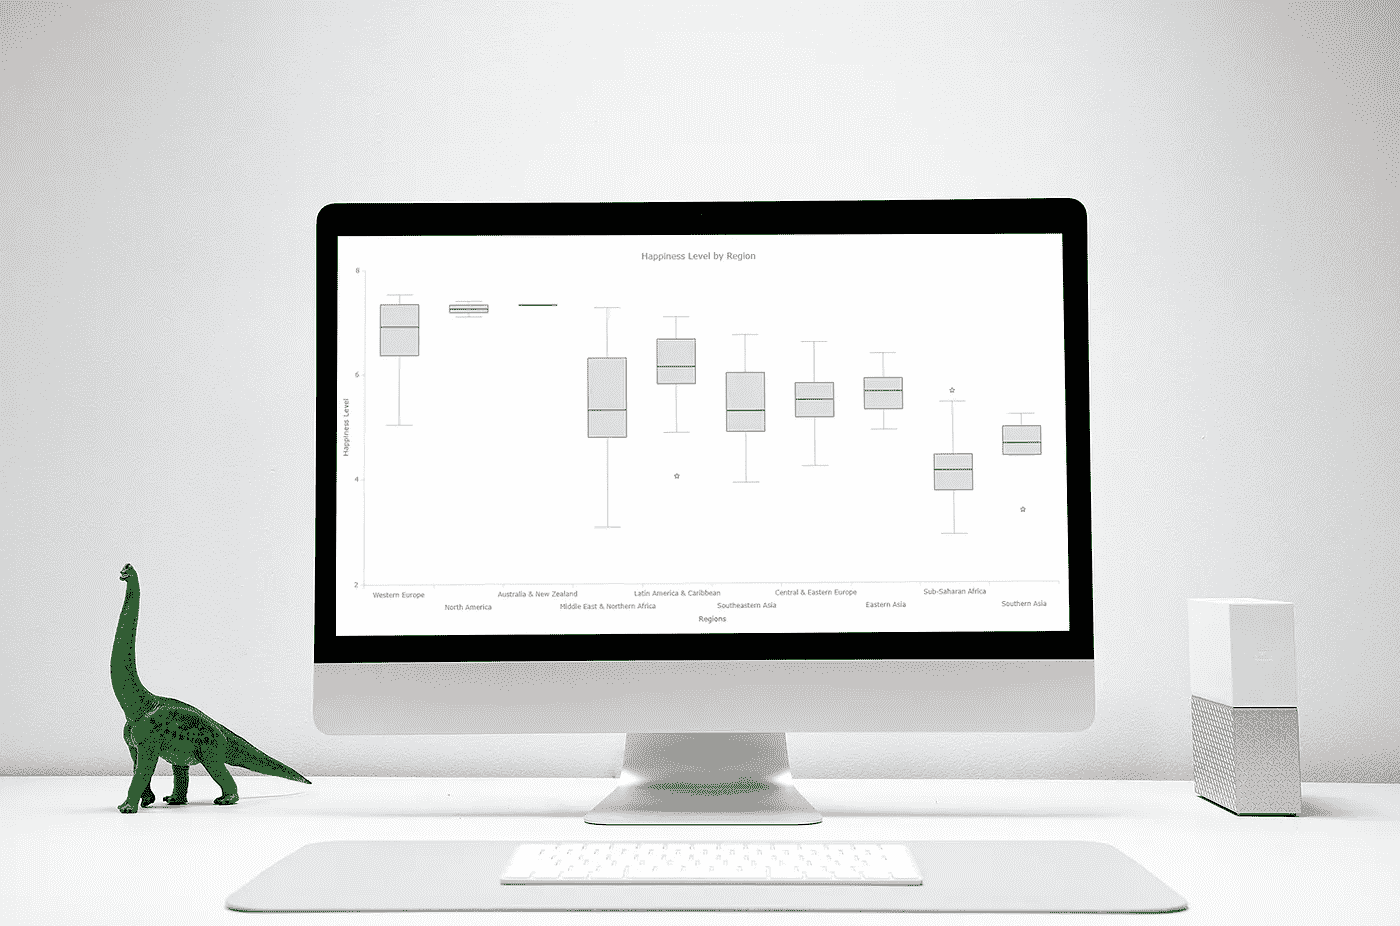 Happiness Level by Region
8
6
4
2
Happiness Level
Western Europe
North America
Australia & New Zealand
Middle East & Northern Africa
Latin America & Caribbean
Southeastern Asia
Central & Eastern Europe
Eastern Asia
Sub-Saharan Africa
Southern Asia
Regions